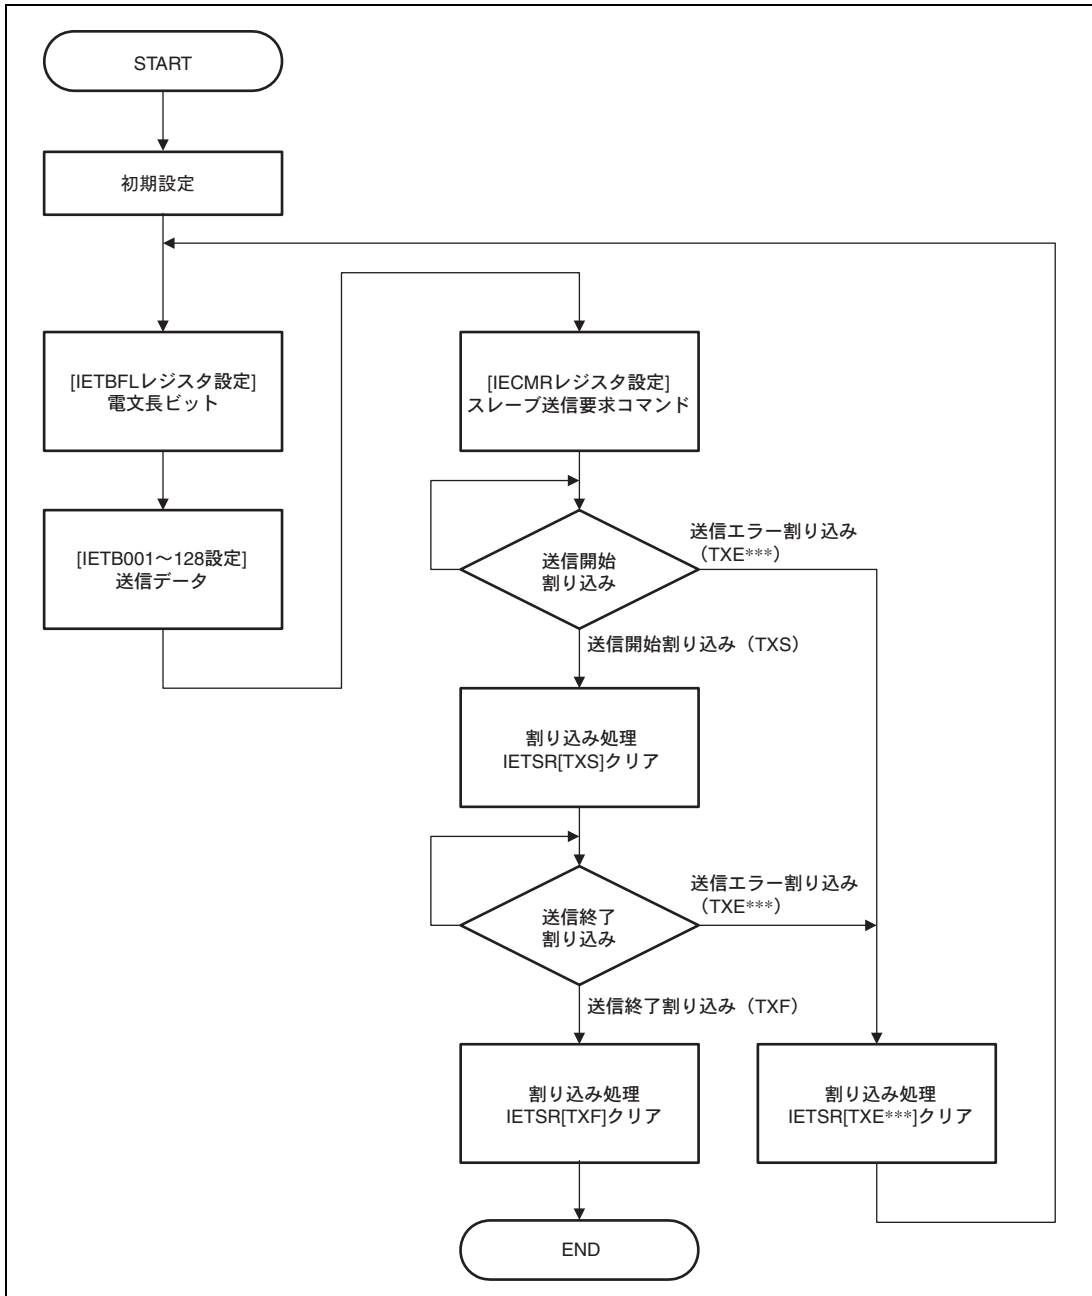 START
初期設定
[IETBFLレジスタ設定]
電文長ビット
[IETB001～128設定]
送信データ
[IECMRレジスタ設定]
スレーブ送信要求コマンド
送信開始
割り込み
送信エラー割り込み
（TXE***）
送信開始割り込み（TXS）
割り込み処理
IETSR[TXS]クリア
送信終了
割り込み
送信エラー割り込み
（TXE***）
送信終了割り込み（TXF）
割り込み処理
IETSR[TXF]クリア
割り込み処理
IETSR[TXE***]クリア
END